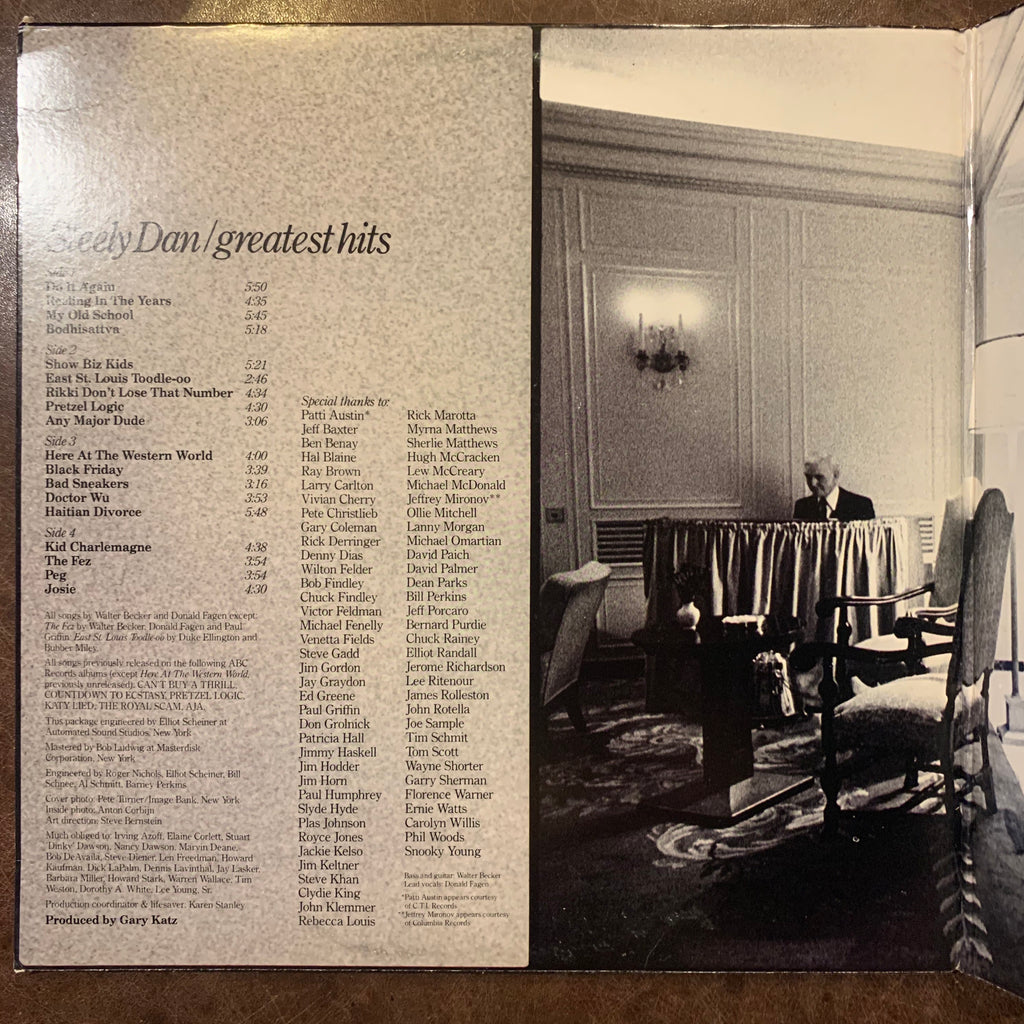 Steely Dan/greatest hits
Side 1
Do It Again 5:50
Reeling In The Years 4:35
My Old School 5:45
Bodhisattva 5:18
Side 2
Show Biz Kids 5:21
East St. Louis Toodle-oo 2:46
Rikki Don't Lose That Number 4:34
Pretzel Logic 4:30
Any Major Dude 3:06
Side 3
Here At The Western World 4:00
Black Friday 3:39
Bad Sneakers 3:16
Doctor Wu 3:53
Haitian Divorce 5:48
Side 4
Kid Charlemagne 4:38
The Fez 3:54
Peg 3:54
Josie 4:30
All songs by Walter Becker and Donald Fagen except:
The Fez by Walter Becker, Donald Fagen and Paul
Griffin. East St. Louis Toodle-oo by Duke Ellington and
Bubber Miley.
All songs previously released on the following ABC
Records albums (except Here At The Western World,
previously unreleased): CAN'T BUY A THRILL,
COUNTDOWN TO ECSTASY, PRETZEL LOGIC,
KATY LIED, THE ROYAL SCAM, AJA.
This package engineered by Elliot Scheiner at
Automated Sound Studios, New York
Mastered by Bob Ludwig at Masterdisk
Corporation, New York
Engineered by Roger Nichols, Elliot Scheiner, Bill
Schnee, Al Schmitt, Barney Perkins
Cover photo: Pete Turner/Image Bank, New York
Inside photo: Anton Corbijn
Art direction: Steve Bernstein
Much obliged to: Irving Azoff, Elaine Corlett, Stuart
'Dinky' Dawson, Nancy Dawson, Marvin Deane,
Bob DeAvaila, Steve Diener, Len Freedman, Howard
Kaufman, Dick LaPalm, Dennis Lavinthal, Jay Lasker,
Barbara Miller, Howard Stark, Warren Wallace, Tim
Weston, Dorothy A. White, Lee Young, Sr.
Production coordinator & lifesaver: Karen Stanley
Produced by Gary Katz
Special thanks to:
Patti Austin*
Jeff Baxter
Ben Benay
Hal Blaine
Ray Brown
Larry Carlton
Vivian Cherry
Pete Christlieb
Gary Coleman
Rick Derringer
Denny Dias
Wilton Felder
Bob Findley
Chuck Findley
Victor Feldman
Michael Fenelly
Venetta Fields
Steve Gadd
Jim Gordon
Jay Graydon
Ed Greene
Paul Griffin
Don Grolnick
Patricia Hall
Jimmy Haskell
Jim Hodder
Jim Horn
Paul Humphrey
Slyde Hyde
Plas Johnson
Royce Jones
Jackie Kelso
Jim Keltner
Steve Khan
Clydie King
John Klemmer
Rebecca Louis
Rick Marotta
Myrna Matthews
Sherlie Matthews
Hugh McCracken
Lew McCreary
Michael McDonald
Jeffrey Mironov**
Ollie Mitchell
Lanny Morgan
Michael Omartian
David Paich
David Palmer
Dean Parks
Bill Perkins
Jeff Porcaro
Bernard Purdie
Chuck Rainey
Elliot Randall
Jerome Richardson
Lee Ritenour
James Rolleston
John Rotella
Joe Sample
Tim Schmit
Tom Scott
Wayne Shorter
Garry Sherman
Florence Warner
Ernie Watts
Carolyn Willis
Phil Woods
Snooky Young
Bass and guitar: Walter Becker
Lead vocals: Donald Fagen
*Patti Austin appears courtesy
of C.T.I. Records
**Jeffrey Mironov appears courtesy
of Columbia Records